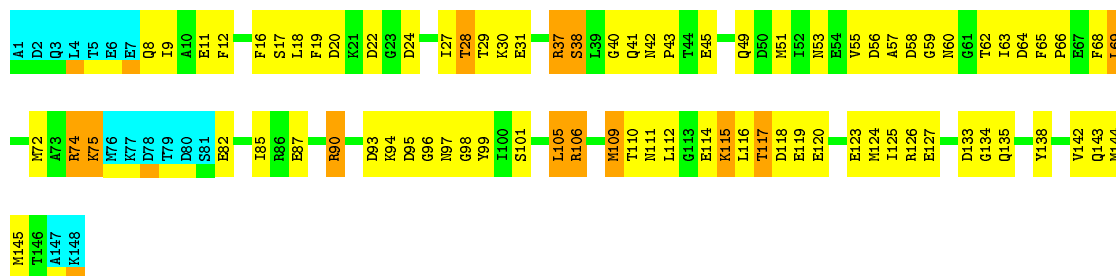 A1 D2 Q3 L4 T5 E6 E7 Q8 I9 A10 E11 F12 F16 S17 L18 F19 D20 K21 D22 G23 D24 I27 T28 T29 K30 E31 R37 S38 L39 G40 Q41 N42 P43 T44 E45 Q49 D50 M51 I52 N53 E54 V55 D56 A57 D58 G59 N60 G61 T62 I63 D64 F65 P66 E67 F68 L69
M72 A73 R74 K75 M76 K77 D78 T79 D80 S81 E82 I85 R86 E87 R90 D93 K94 D95 G96 N97 G98 Y99 I100 S101 L105 R106 M109 T110 N111 L112 G113 E114 K115 L116 T117 D118 E119 E120 E123 M124 I125 R126 E127 D133 G134 Q135 Y138 V142 Q143 M144
M145 T146 A147 K148